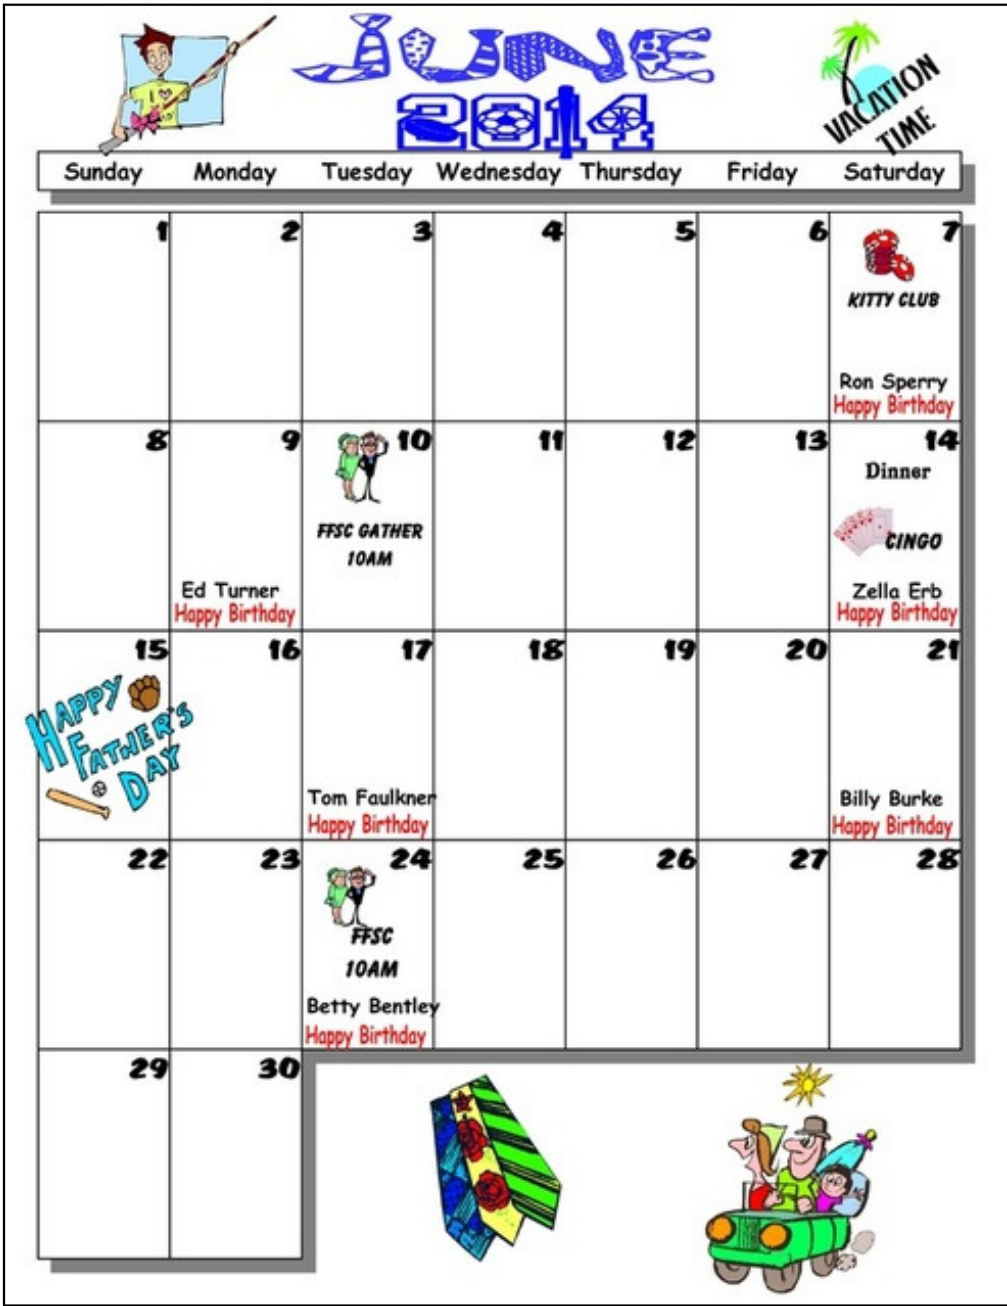 JUNE
2014
VACATION
TIME
I
Sunday Monday Tuesday Wednesday Thursday Friday Saturday
1 2 3 4 5 6 7
KITTY CLUB
Ron Sperry
Happy Birthday
8 9 10 11 12 13 14
Dinner
FFSC GATHER
10AM
CINGO
Ed Turner
Happy Birthday
Zella Erb
Happy Birthday
15 16 17 18 19 20 21
HAPPY
FATHER'S
DAY
Tom Faulkner
Happy Birthday
Billy Burke
Happy Birthday
22 23 24 25 26 27 28
FFSC
10AM
Betty Bentley
Happy Birthday
29 30